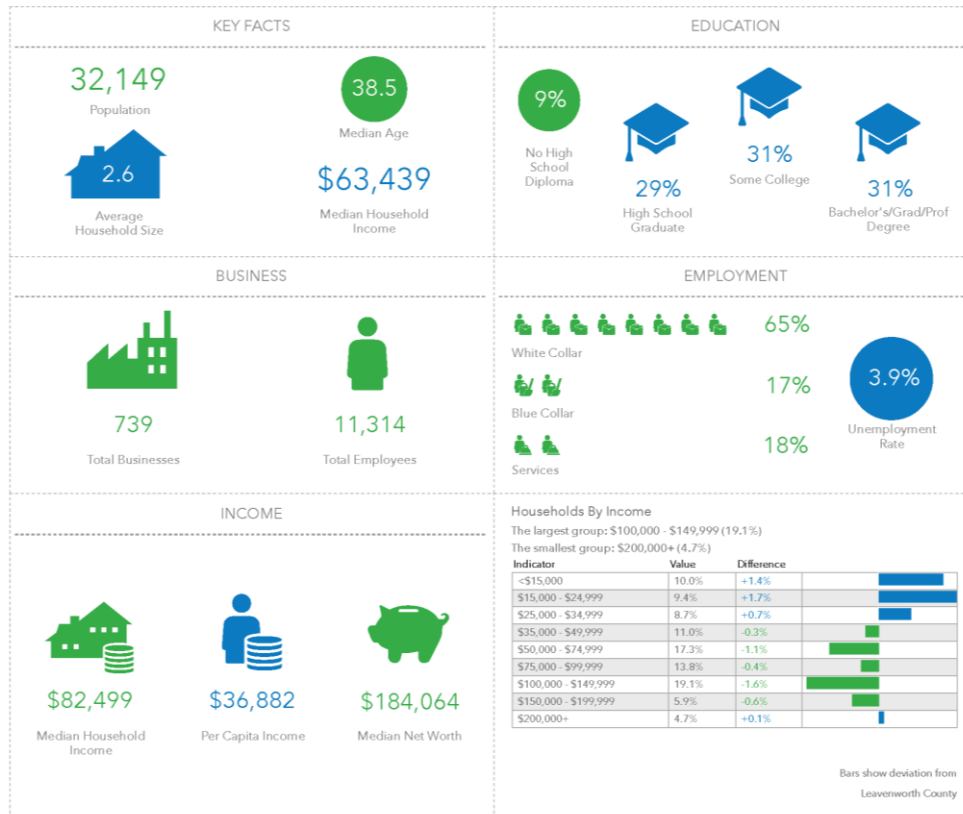 KEY FACTS
32,149
Population
38.5
Median Age
2.6
Average
Household Size
$63,439
Median Household
Income
EDUCATION
9%
No High
School
Diploma
29%
High School
Graduate
31%
Some College
31%
Bachelor's/Grad/Prof
Degree
BUSINESS
739
Total Businesses
11,314
Total Employees
EMPLOYMENT
65%
White Collar
17%
Blue Collar
18%
Services
3.9%
Unemployment
Rate
INCOME
$82,499
Median Household
Income
$36,882
Per Capita Income
$184,064
Median Net Worth
Households By Income
The largest group: $100,000 - $149,999 (19.1%)
The smallest group: $200,000+ (4.7%)
Indicator Value Difference
<$15,000 10.0% +1.4%
$15,000 - $24,999 9.4% +1.7%
$25,000 - $34,999 8.7% +0.7%
$35,000 - $49,999 11.0% -0.3%
$50,000 - $74,999 17.3% -1.1%
$75,000 - $99,999 13.8% -0.4%
$100,000 - $149,999 19.1% -1.6%
$150,000 - $199,999 5.9% -0.6%
$200,000+ 4.7% +0.1%
Bars show deviation from
Leavenworth County